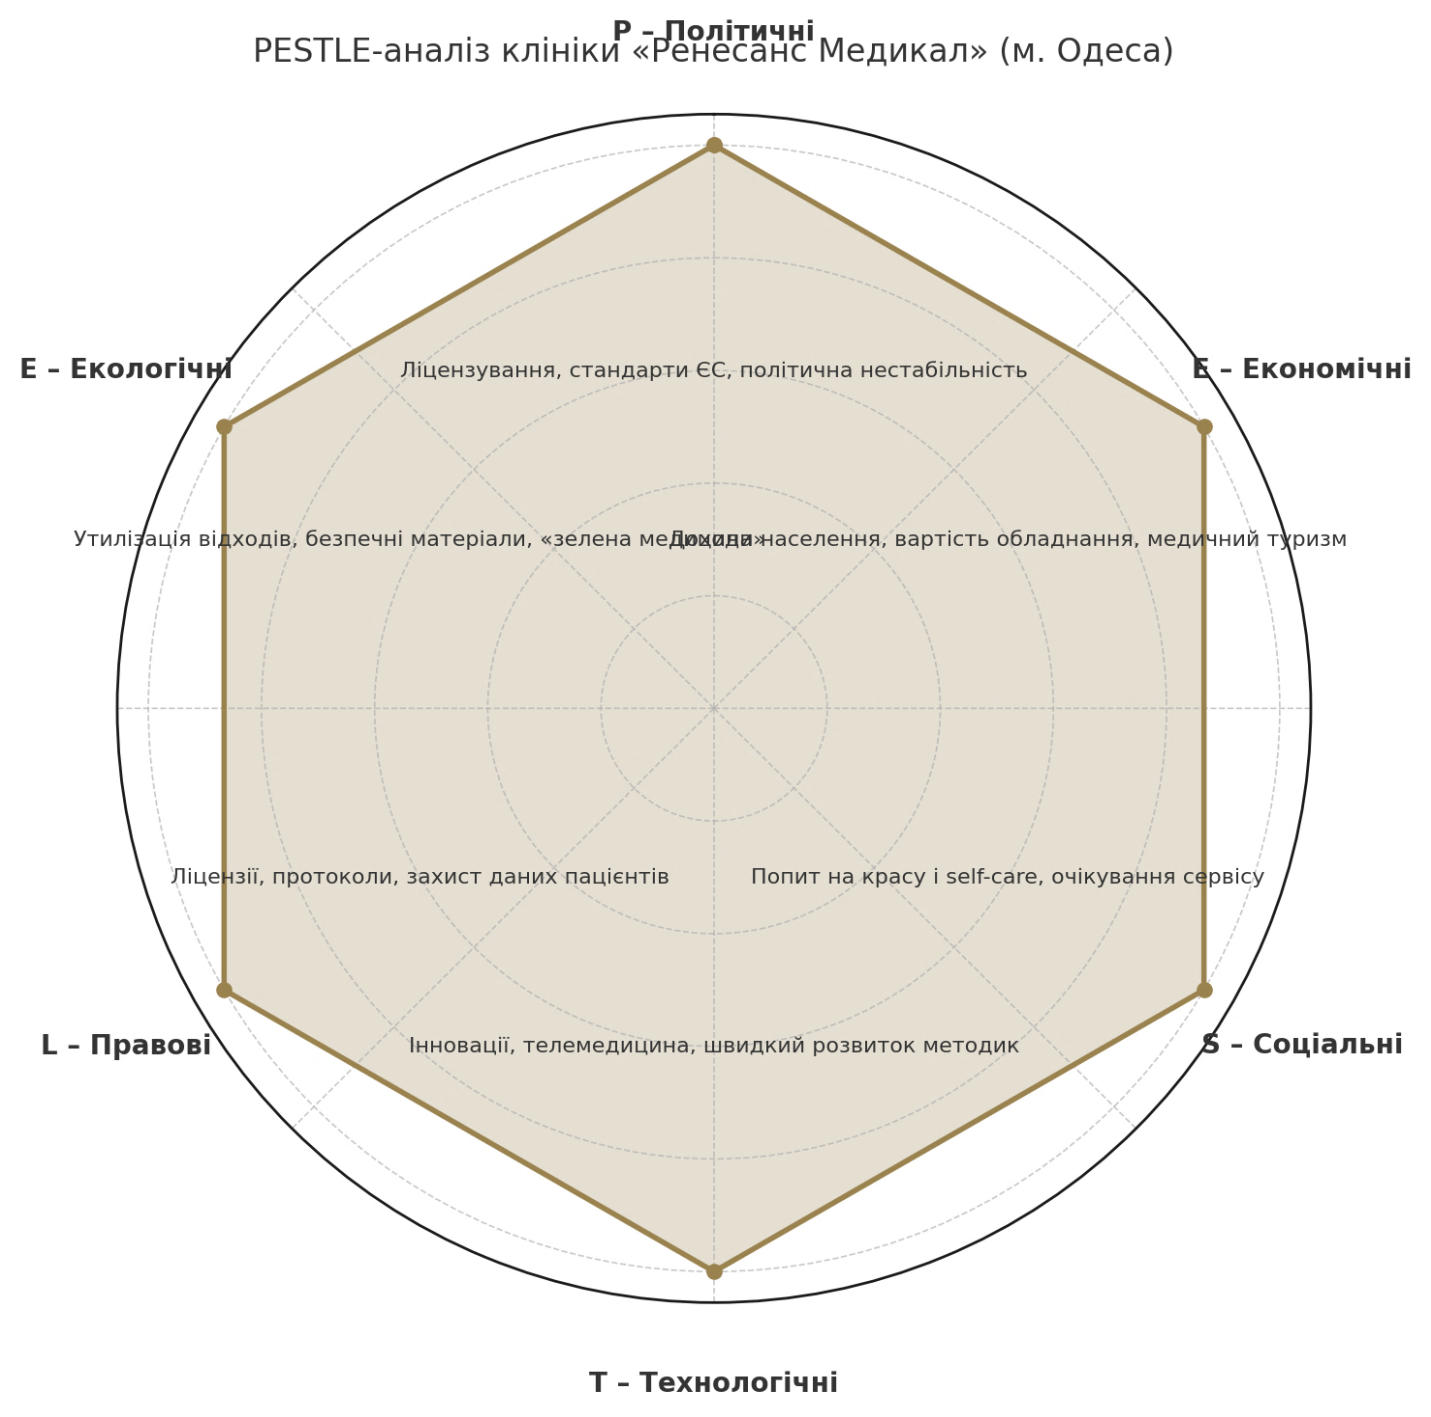 P – Політичні
PESTLE-аналіз клініки «Ренесанс Медикал» (м. Одеса)
E – Екологічні
E – Економічні
Ліцензування, стандарти ЄС, політична нестабільність
Утилізація відходів, безпечні матеріали, «зелена медицина»
Доходи населення, вартість обладнання, медичний туризм
Ліцензії, протоколи, захист даних пацієнтів
Попит на красу і self-care, очікування сервісу
L – Правові
S – Соціальні
Інновації, телемедицина, швидкий розвиток методик
T – Технологічні